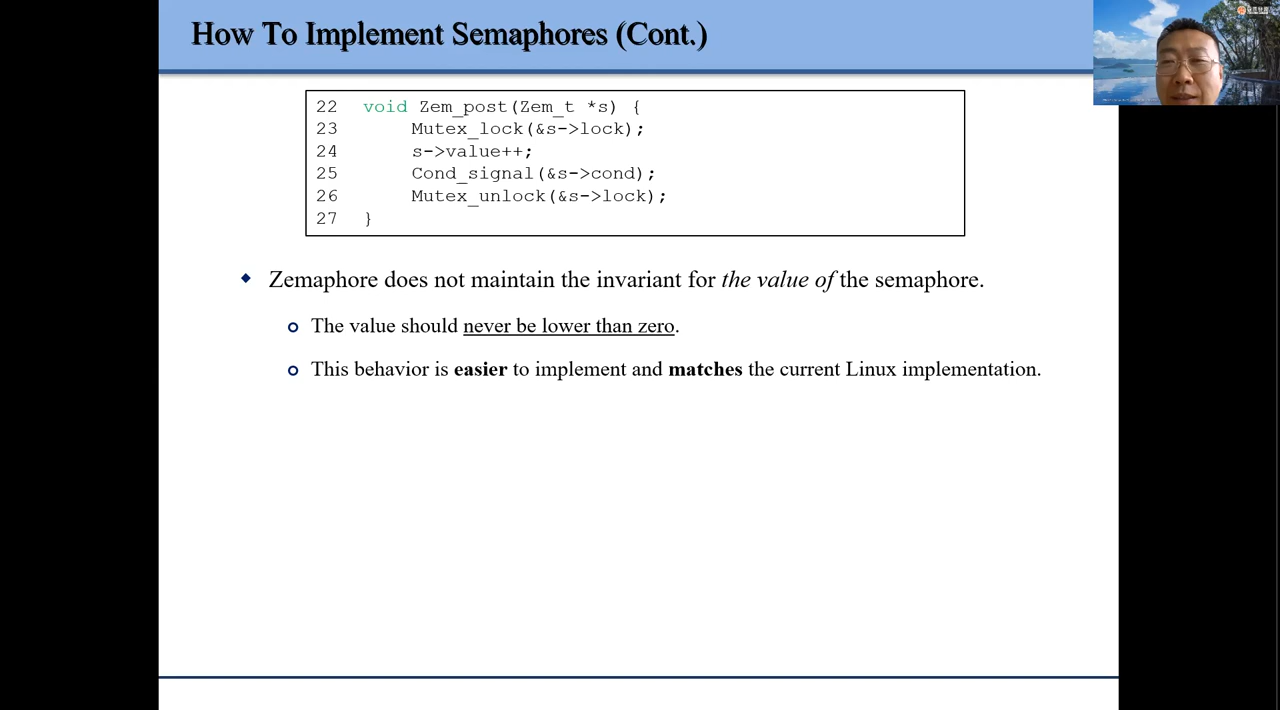 How To Implement Semaphores (Cont.)
22 void Zem_post(Zem_t *s) {
23 Mutex_lock(&s->lock);
24 s->value++;
25 Cond_signal(&s->cond);
26 Mutex_unlock(&s->lock);
27 }
Zemaphore does not maintain the invariant for the value of the semaphore.
The value should never be lower than zero.
This behavior is easier to implement and matches the current Linux implementation.